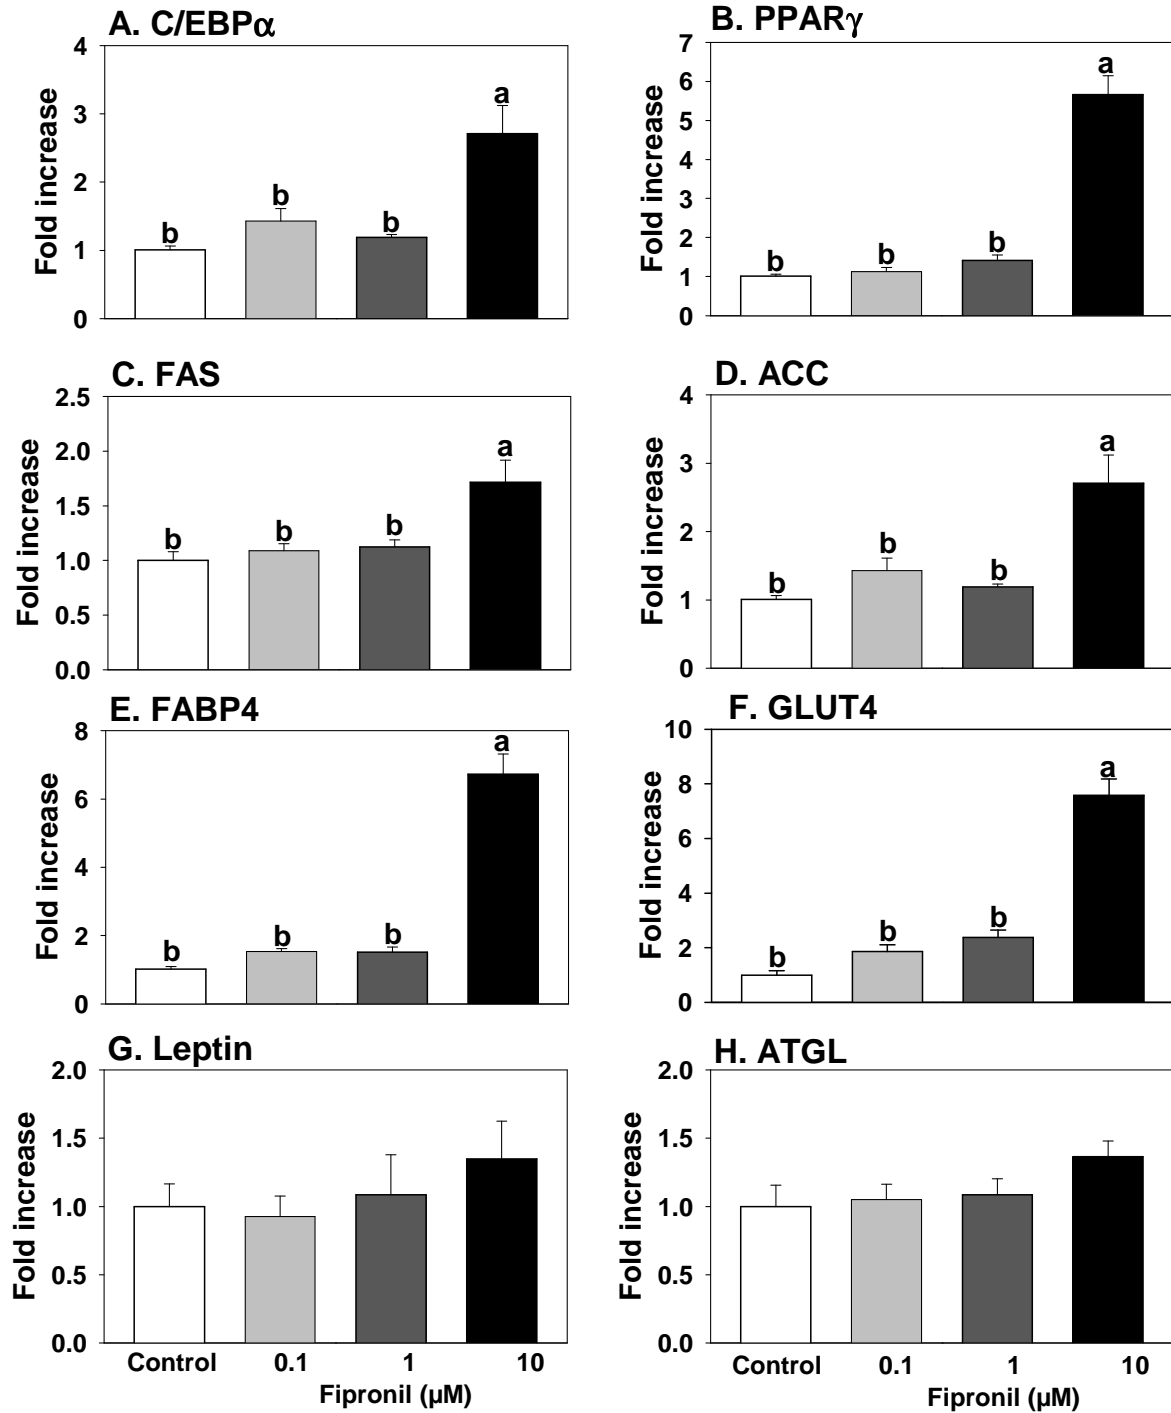 A. C/EBPα
Fold increase
4
3
2
1
0
b
b
b
a
B. PPARγ
Fold increase
7
6
5
4
3
2
1
0
b
b
b
a
C. FAS
Fold increase
2.5
2.0
1.5
1.0
0.5
0.0
b
b
b
a
D. ACC
Fold increase
4
3
2
1
0
b
b
b
a
E. FABP4
Fold increase
8
6
4
2
0
b
b
b
a
F. GLUT4
Fold increase
10
8
6
4
2
0
b
b
b
a
G. Leptin
Fold increase
2.0
1.5
1.0
0.5
0.0
Control 0.1 1 10
Fipronil (µM)
H. ATGL
Fold increase
2.0
1.5
1.0
0.5
0.0
Control 0.1 1 10
Fipronil (µM)